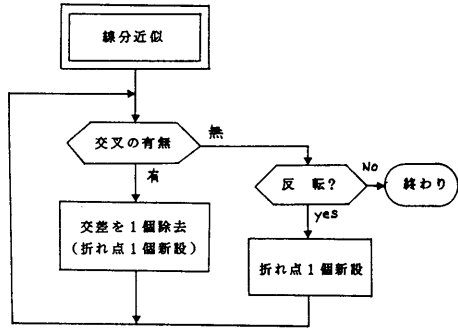 線分近似
交叉の有無
無
有
反 転?
No
終わり
yes
交差を1個除去
(折れ点1個新設)
折れ点1個新設